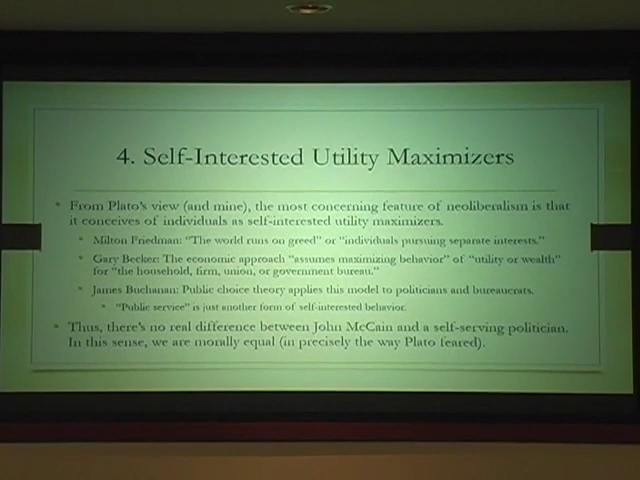 4. Self-Interested Utility Maximizers
• From Plato's view (and mine), the most concerning feature of neoliberalism is that
it conceives of individuals as self-interested utility maximizers.
• Milton Friedman: "The world runs on greed" or "individuals pursuing separate interests."
• Gary Becker: The economic approach "assumes maximizing behavior" of "utility or wealth"
for "the household, firm, union, or government bureau."
• James Buchanan: Public choice theory applies this model to politicians and bureaucrats.
• "Public service" is just another form of self-interested behavior.
• Thus, there's no real difference between John McCain and a self-serving politician.
In this sense, we are morally equal (in precisely the way Plato feared).